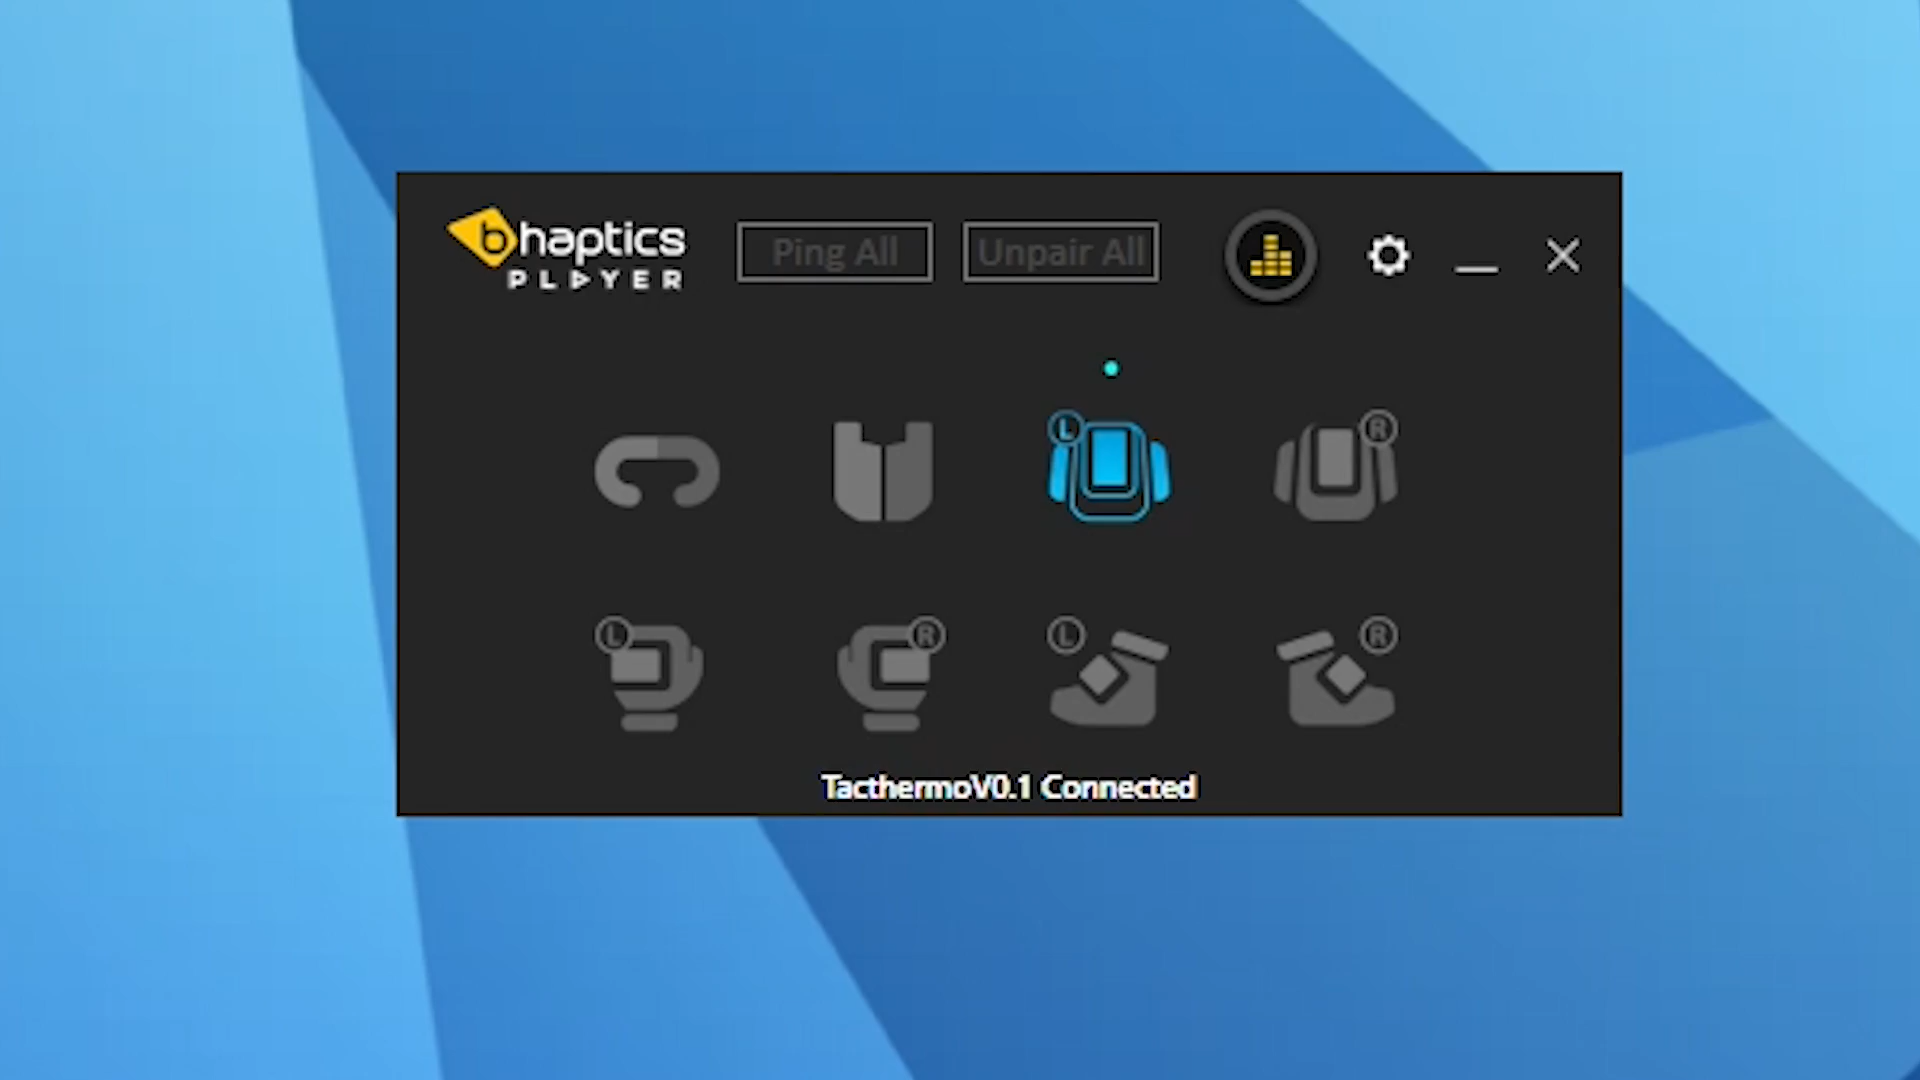 bhaptics
PLAYER
Ping All
Unpair All
L
R
L
R
L
R
TacthermoV0.1 Connected